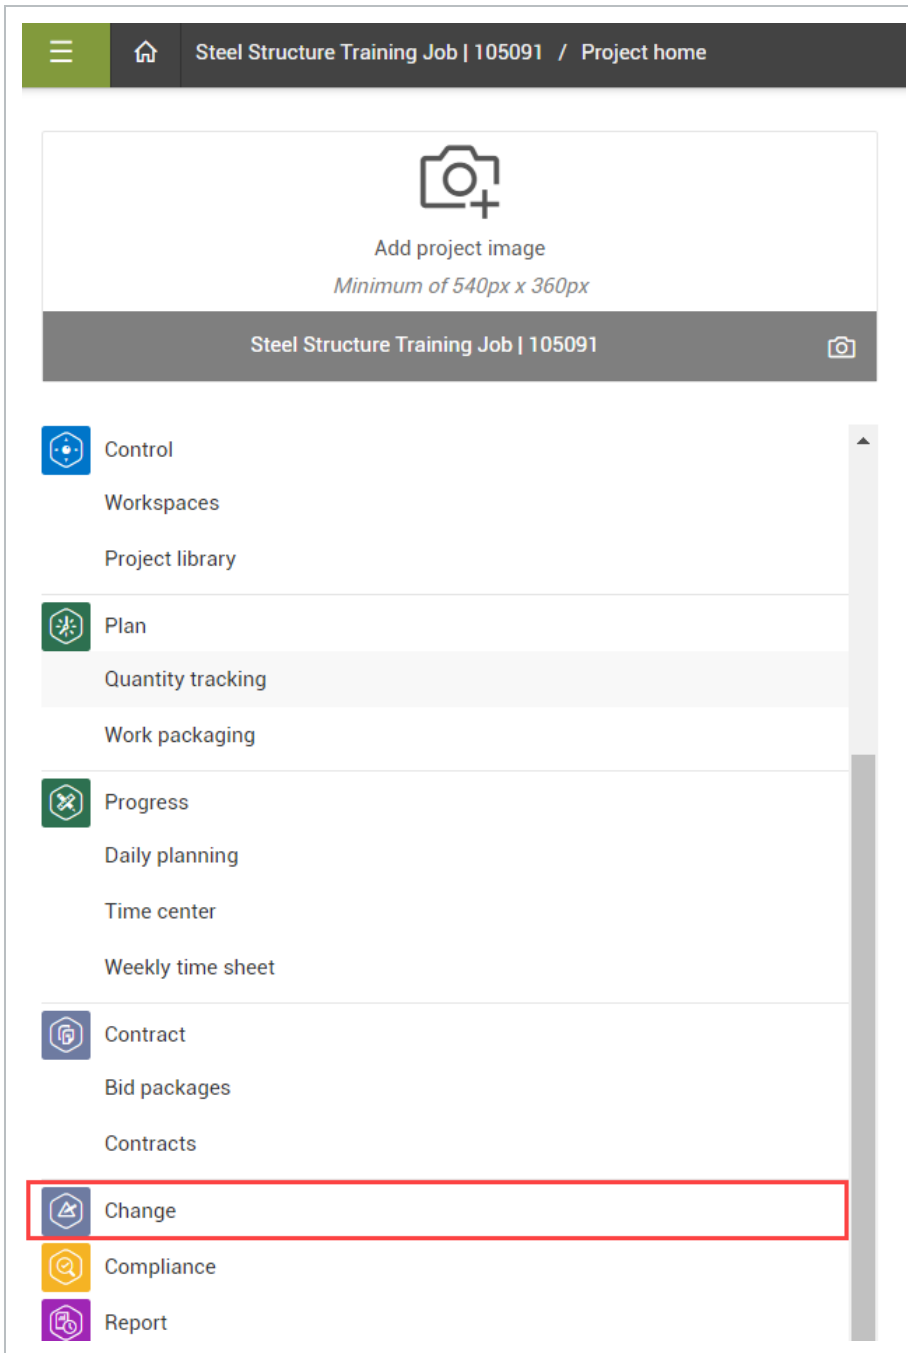 Steel Structure Training Job | 105091 / Project home
Add project image
Minimum of 540px x 360px
Steel Structure Training Job | 105091
Control
Workspaces
Project library
Plan
Quantity tracking
Work packaging
Progress
Daily planning
Time center
Weekly time sheet
Contract
Bid packages
Contracts
Change
Compliance
Report